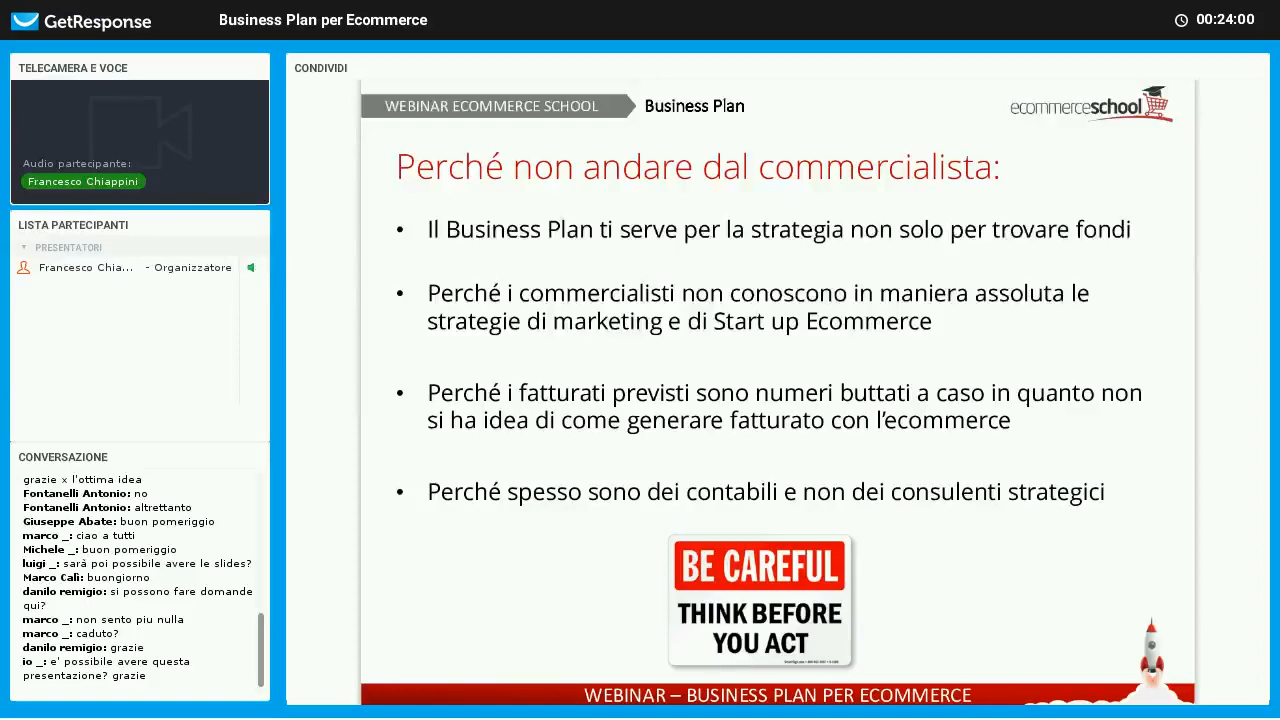 GetResponse
Business Plan per Ecommerce
00:24:00
TELECAMERA E VOCE
Audio partecipante:
Francesco Chiappini
LISTA PARTECIPANTI
PRESENTATORI
Francesco Chia... - Organizzatore
CONVERSAZIONE
grazie x l'ottima idea
Fontanelli Antonio: no
Fontanelli Antonio: altrettanto
Giuseppe Abate: buon pomeriggio
marco _: ciao a tutti
Michele _: buon pomeriggio
luigi _: sarà poi possibile avere le slides?
Marco Calì: buongiorno
danilo remigio: si possono fare domande
qui?
marco _: non sento piu nulla
marco _: caduto?
danilo remigio: grazie
io _: e' possibile avere questa
presentazione? grazie
CONDIVIDI
WEBINAR ECOMMERCE SCHOOL
Business Plan
ecommerceschool
Perché non andare dal commercialista:
• Il Business Plan ti serve per la strategia non solo per trovare fondi
• Perché i commercialisti non conoscono in maniera assoluta le
strategie di marketing e di Start up Ecommerce
• Perché i fatturati previsti sono numeri buttati a caso in quanto non
si ha idea di come generare fatturato con l'ecommerce
• Perché spesso sono dei contabili e non dei consulenti strategici
BE CAREFUL
THINK BEFORE
YOU ACT
WEBINAR – BUSINESS PLAN PER ECOMMERCE